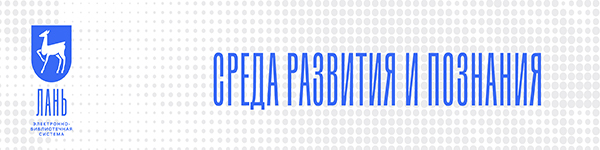 ЛАНЬ
ЭЛЕКТРОННО-
БИБЛИОТЕЧНАЯ
СИСТЕМА
СРЕДА РАЗВИТИЯ И ПОЗНАНИЯ